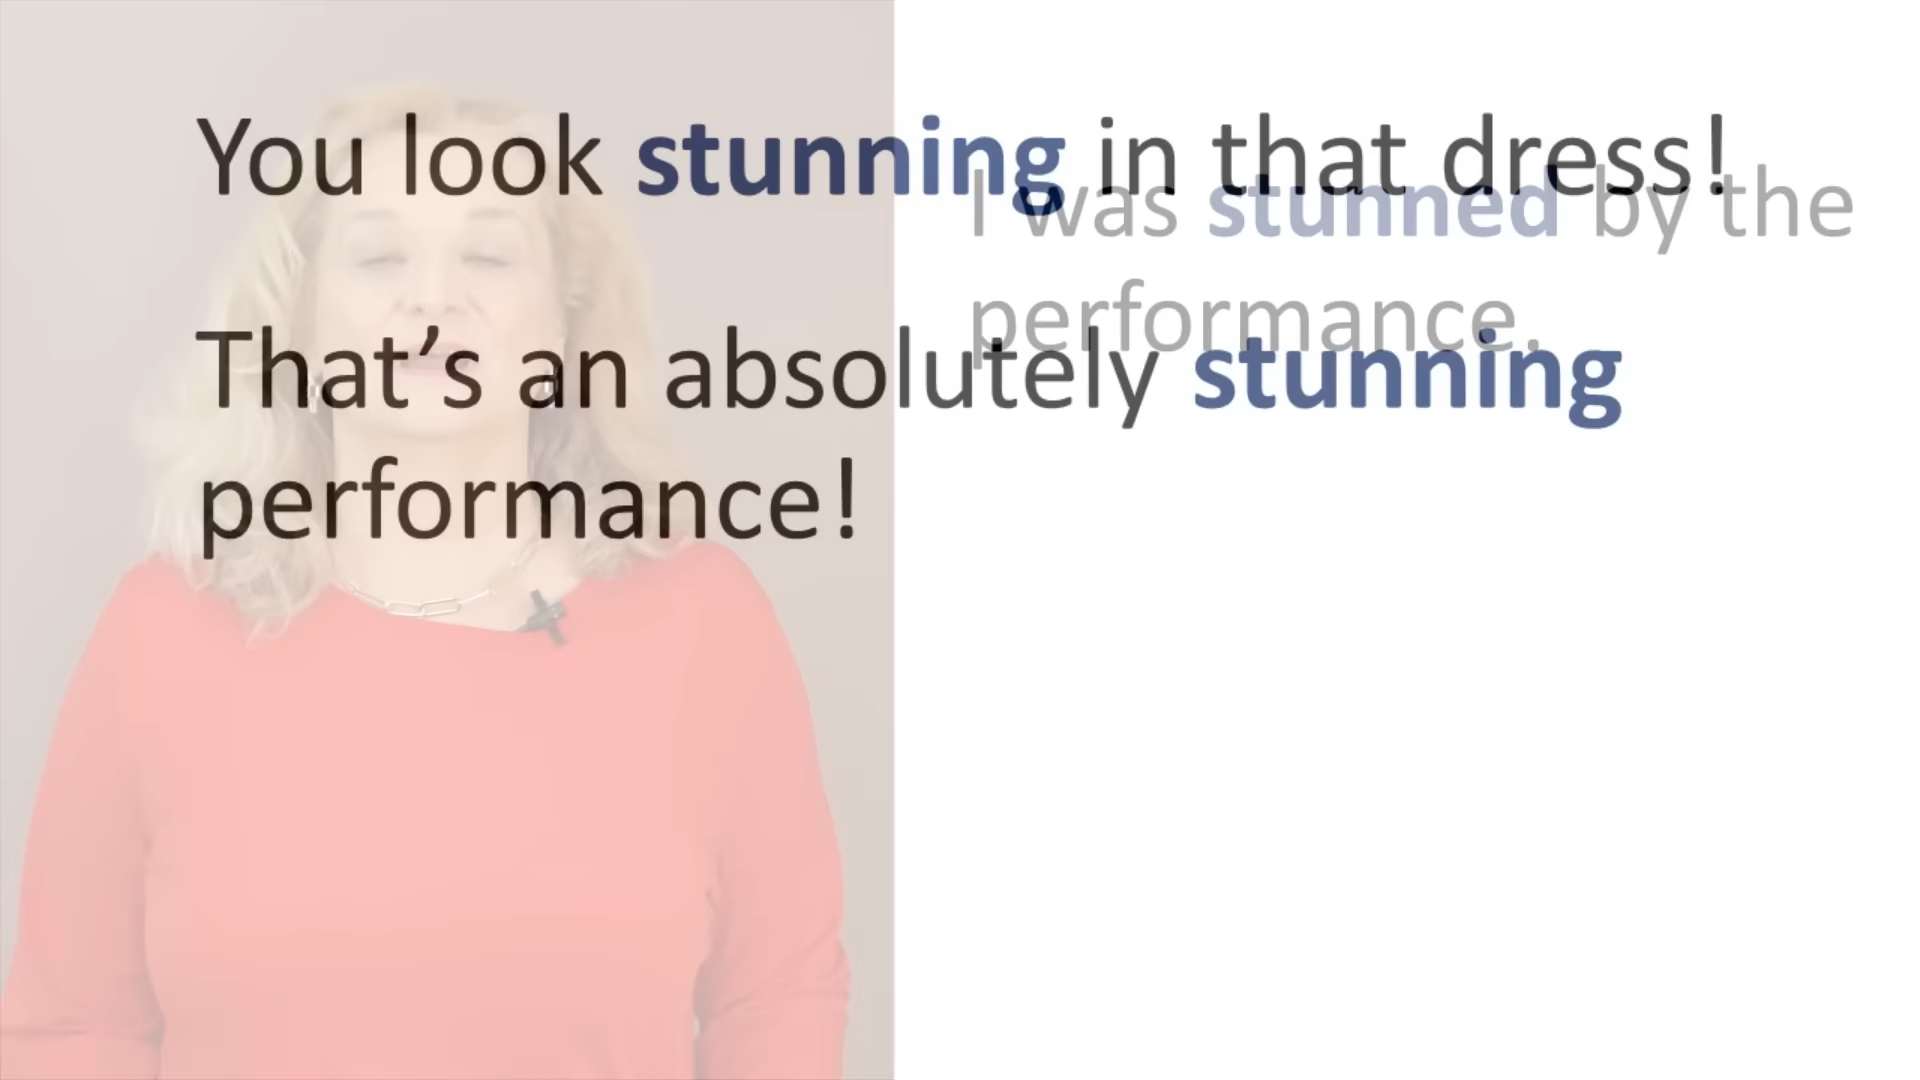 You look stunning in that dress!
I was stunned by the
performance.
That’s an absolutely stunning
performance!